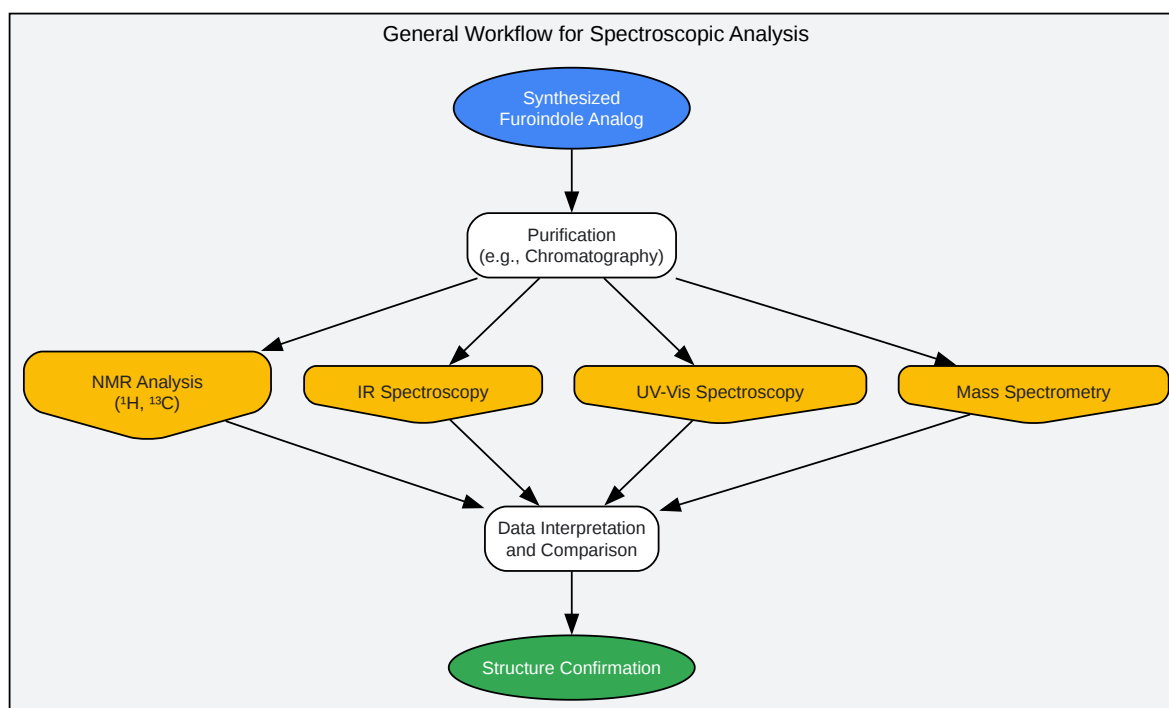 General Workflow for Spectroscopic Analysis
Synthesized
Furoindole Analog
Purification
(e.g., Chromatography)
NMR Analysis
(¹H, ¹³C)
IR Spectroscopy
UV-Vis Spectroscopy
Mass Spectrometry
Data Interpretation
and Comparison
Structure Confirmation